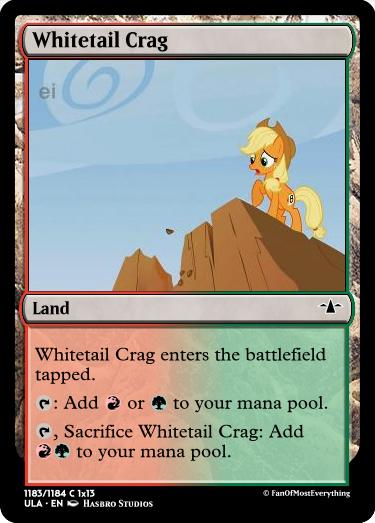 Whitetail Crag
ei
Land
Whitetail Crag enters the battlefield
tapped.
: Add or to your mana pool.
, Sacrifice Whitetail Crag: Add
to your mana pool.
1183/1184 C 1x13
ULA · EN HASBRO STUDIOS
© FanOfMostEverything